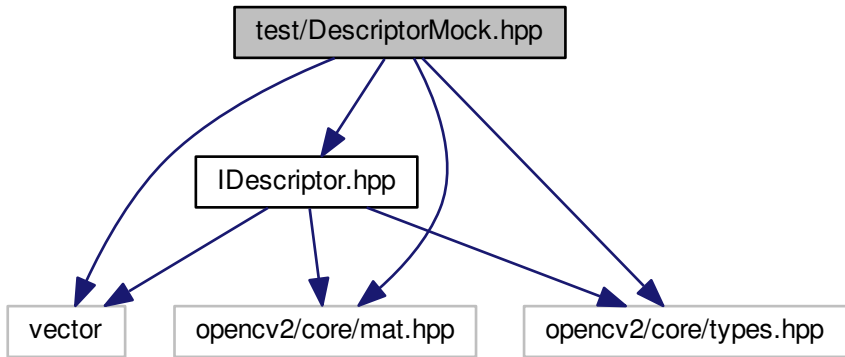 test/DescriptorMock.hpp
IDescriptor.hpp
vector
opencv2/core/mat.hpp
opencv2/core/types.hpp